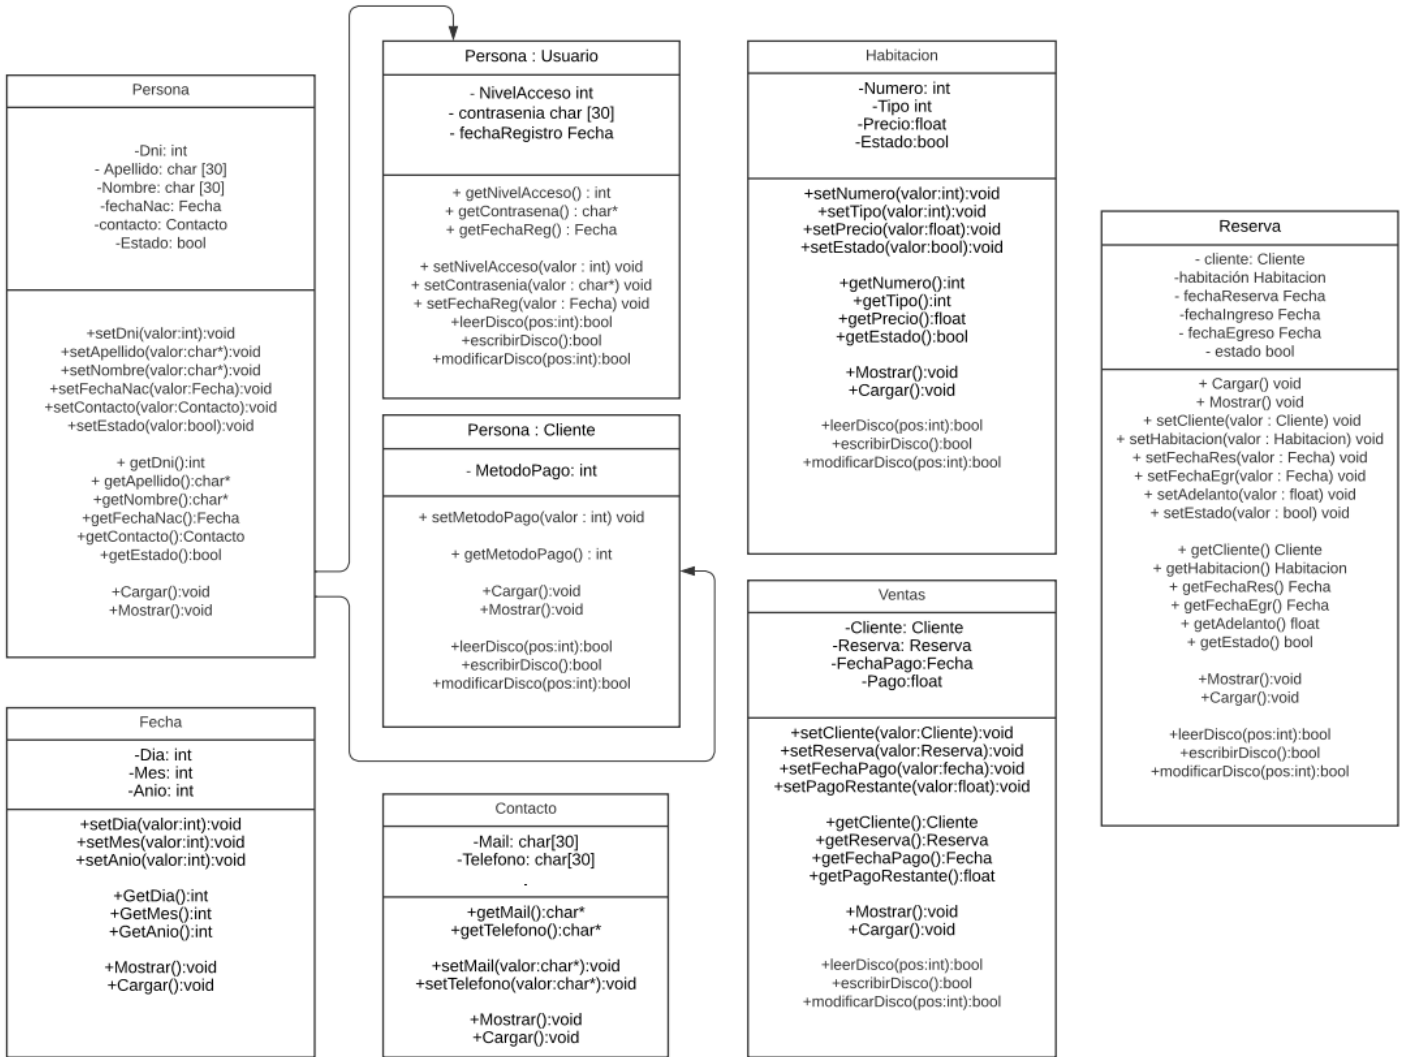 Persona
-Dni: int
- Apellido: char [30]
-Nombre: char [30]
-fechaNac: Fecha
-contacto: Contacto
-Estado: bool
+setDni(valor:int):void
+setApellido(valor:char*):void
+setNombre(valor:char*):void
+setFechaNac(valor:Fecha):void
+setContacto(valor:Contacto):void
+setEstado(valor:bool):void
+ getDni():int
+ getApellido():char*
+getNombre():char*
+getFechaNac():Fecha
+getContacto():Contacto
+getEstado():bool
+Cargar():void
+Mostrar():void
Fecha
-Dia: int
-Mes: int
-Anio: int
+setDia(valor:int):void
+setMes(valor:int):void
+setAnio(valor:int):void
+GetDia():int
+GetMes():int
+GetAnio():int
+Mostrar():void
+Cargar():void
Persona : Usuario
- NivelAcceso int
- contrasenia char [30]
- fechaRegistro Fecha
+ getNivelAcceso() : int
+ getContrasena() : char*
+ getFechaReg() : Fecha
+ setNivelAcceso(valor : int) void
+ setContrasenia(valor : char*) void
+ setFechaReg(valor : Fecha) void
+leerDisco(pos:int):bool
+escribirDisco():bool
+modificarDisco(pos:int):bool
Persona : Cliente
- MetodoPago: int
+ setMetodoPago(valor : int) void
+ getMetodoPago() : int
+Cargar():void
+Mostrar():void
+leerDisco(pos:int):bool
+escribirDisco():bool
+modificarDisco(pos:int):bool
Contacto
-Mail: char[30]
-Telefono: char[30]
.
+getMail():char*
+getTelefono():char*
+setMail(valor:char*):void
+setTelefono(valor:char*):void
+Mostrar():void
+Cargar():void
Habitacion
-Numero: int
-Tipo int
-Precio:float
-Estado:bool
+setNumero(valor:int):void
+setTipo(valor:int):void
+setPrecio(valor:float):void
+setEstado(valor:bool):void
+getNumero():int
+getTipo():int
+getPrecio():float
+getEstado():bool
+Mostrar():void
+Cargar():void
+leerDisco(pos:int):bool
+escribirDisco():bool
+modificarDisco(pos:int):bool
Ventas
-Cliente: Cliente
-Reserva: Reserva
-FechaPago:Fecha
-Pago:float
+setCliente(valor:Cliente):void
+setReserva(valor:Reserva):void
+setFechaPago(valor:fecha):void
+setPagoRestante(valor:float):void
+getCliente():Cliente
+getReserva():Reserva
+getFechaPago():Fecha
+getPagoRestante():float
+Mostrar():void
+Cargar():void
+leerDisco(pos:int):bool
+escribirDisco():bool
+modificarDisco(pos:int):bool
Reserva
- cliente: Cliente
-habitación Habitacion
- fechaReserva Fecha
-fechaIngreso Fecha
- fechaEgreso Fecha
- estado bool
+ Cargar() void
+ Mostrar() void
+ setCliente(valor : Cliente) void
+ setHabitacion(valor : Habitacion) void
+ setFechaRes(valor : Fecha) void
+ setFechaEgr(valor : Fecha) void
+ setAdelanto(valor : float) void
+ setEstado(valor : bool) void
+ getCliente() Cliente
+ getHabitacion() Habitacion
+ getFechaRes() Fecha
+ getFechaEgr() Fecha
+ getAdelanto() float
+ getEstado() bool
+Mostrar():void
+Cargar():void
+leerDisco(pos:int):bool
+escribirDisco():bool
+modificarDisco(pos:int):bool